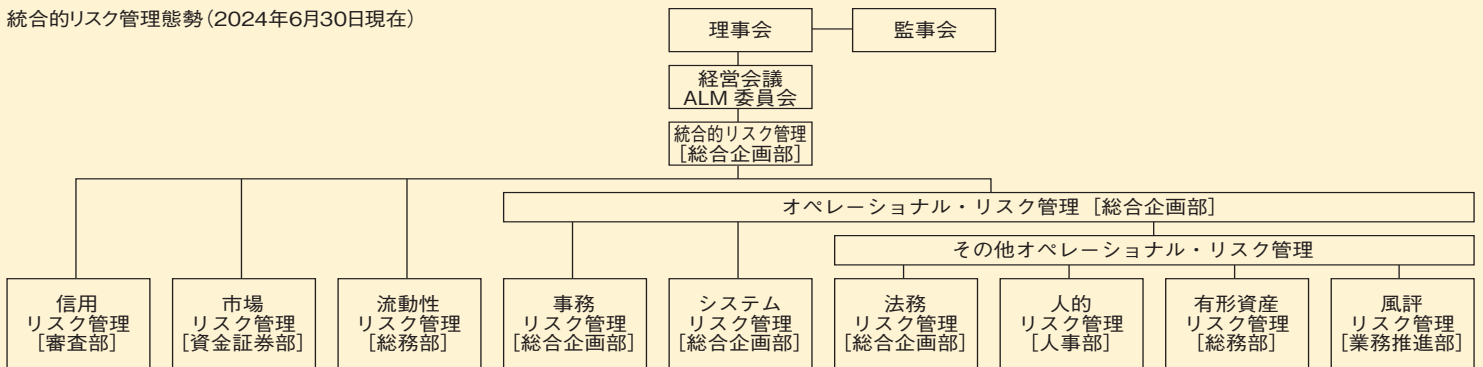 統合的リスク管理態勢（2024年6月30日現在）
理事会
監事会
経営会議
ALM 委員会
統合的リスク管理
［総合企画部］
オペレーショナル・リスク管理［総合企画部］
その他オペレーショナル・リスク管理
信用
リスク管理
［審査部］
市場
リスク管理
［資金証券部］
流動性
リスク管理
［総務部］
事務
リスク管理
［総合企画部］
システム
リスク管理
［総合企画部］
法務
リスク管理
［総合企画部］
人的
リスク管理
［人事部］
有形資産
リスク管理
［総務部］
風評
リスク管理
［業務推進部］